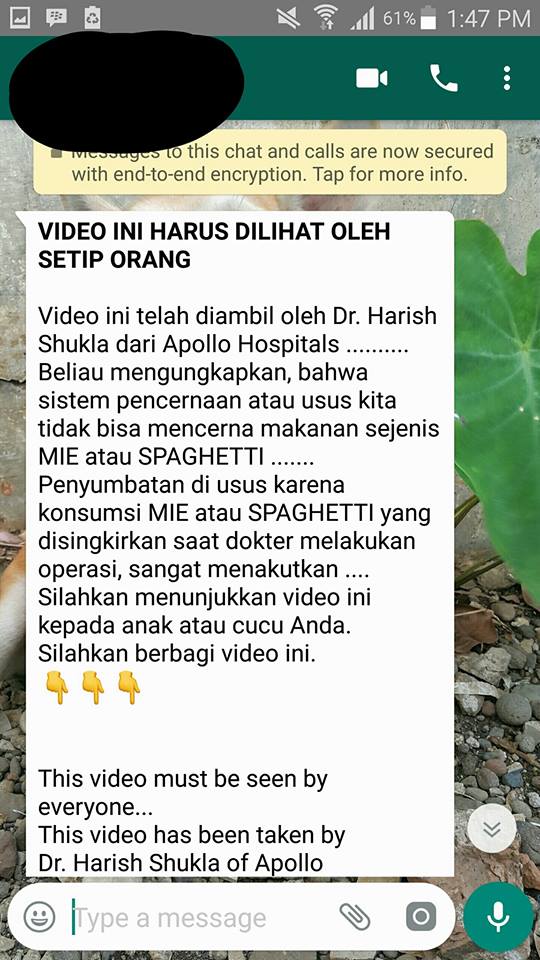 61% 1:47 PM
Messages to this chat and calls are now secured
with end-to-end encryption. Tap for more info.
VIDEO INI HARUS DILIHAT OLEH
SETIP ORANG
Video ini telah diambil oleh Dr. Harish
Shukla dari Apollo Hospitals ..........
Beliau mengungkapkan, bahwa
sistem pencernaan atau usus kita
tidak bisa mencerna makanan sejenis
MIE atau SPAGHETTI .......
Penyumbatan di usus karena
konsumsi MIE atau SPAGHETTI yang
disingkirkan saat dokter melakukan
operasi, sangat menakutkan ....
Silahkan menunjukkan video ini
kepada anak atau cucu Anda.
Silahkan berbagi video ini.
👇👇👇
This video must be seen by
everyone...
This video has been taken by
Dr. Harish Shukla of Apollo
Type a message